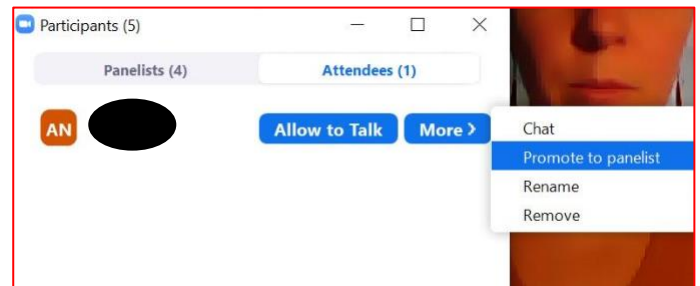 Participants (5)
Panelists (4) Attendees (1)
AN Allow to Talk More >
Chat
Promote to panelist
Rename
Remove